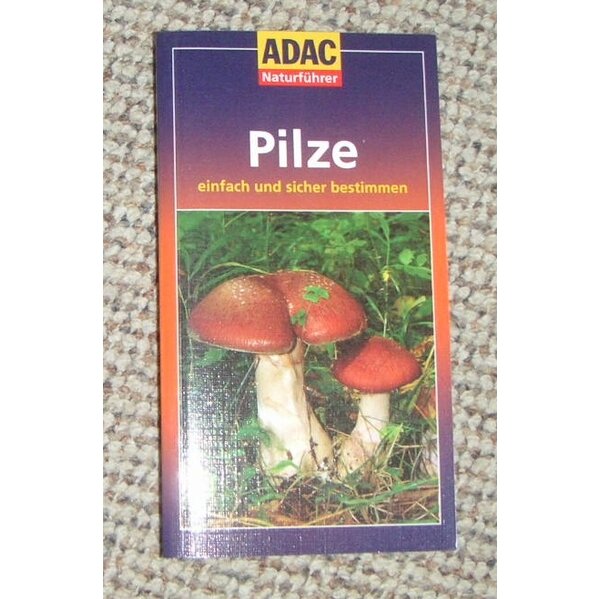 ADAC
Naturführer
Pilze
einfach und sicher bestimmen